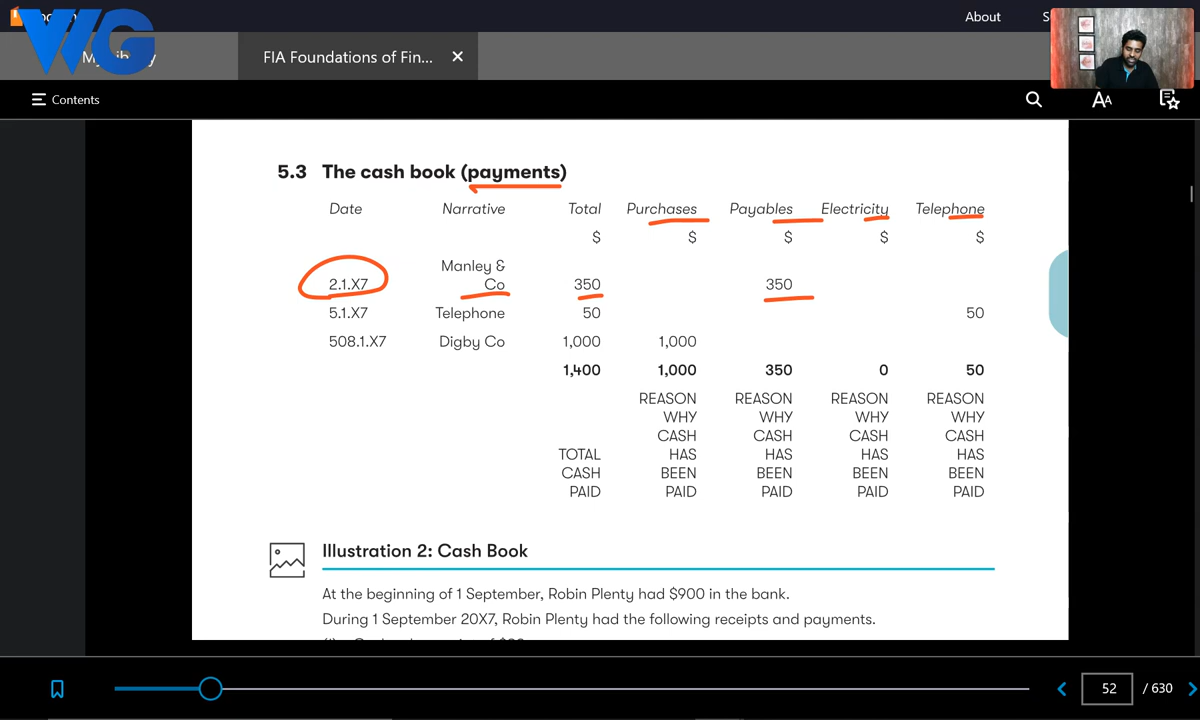 About
WG
FIA Foundations of Fin... ✕
Contents
AA
5.3 The cash book (payments)
Date Narrative Total Purchases Payables Electricity Telephone
$ $ $ $ $
Manley &
2.1.X7 Co 350 350
5.1.X7 Telephone 50 50
508.1.X7 Digby Co 1,000 1,000
1,400 1,000 350 0 50
REASON REASON REASON REASON
WHY WHY WHY WHY
CASH CASH CASH CASH
TOTAL HAS HAS HAS HAS
CASH BEEN BEEN BEEN BEEN
PAID PAID PAID PAID PAID
Illustration 2: Cash Book
At the beginning of 1 September, Robin Plenty had $900 in the bank.
During 1 September 20X7, Robin Plenty had the following receipts and payments.
52 / 630